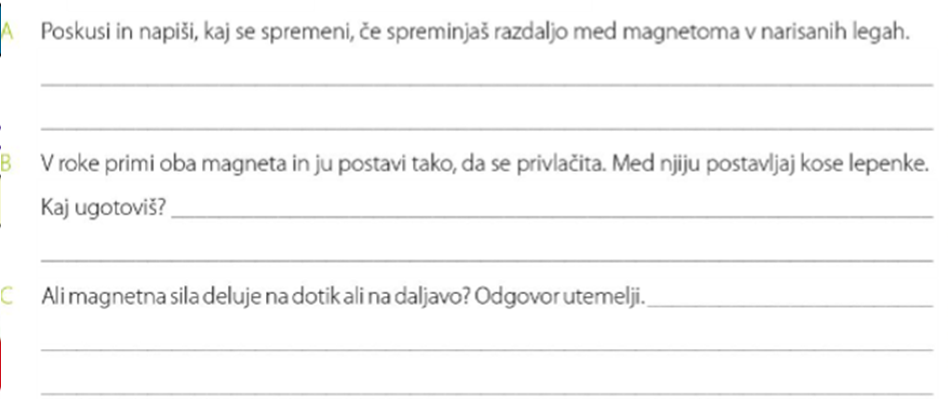 A Poskusi in napiši, kaj se spremeni, če spreminjaš razdaljo med magnetoma v narisanih legah.
B V roke primi oba magneta in ju postavi tako, da se privlačita. Med njiju postavljaj kose lepenke.
Kaj ugotoviš?
C Ali magnetna sila deluje na dotik ali na daljavo? Odgovor utemelji.